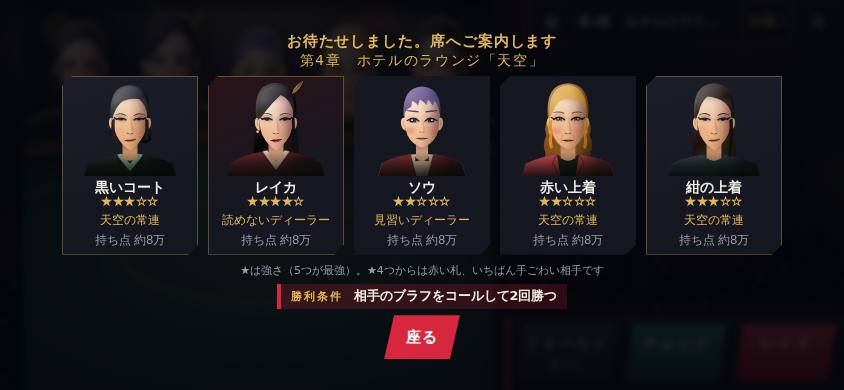 お待たせしました。席へご案内します
第4章　ホテルのラウンジ「天空」
黒いコート
★★★☆☆
天空の常連
持ち点 約8万
レイカ
★★★★☆
読めないディーラー
持ち点 約8万
ソウ
★★☆☆☆
見習いディーラー
持ち点 約8万
赤い上着
★★☆☆☆
天空の常連
持ち点 約8万
紺の上着
★★★☆☆
天空の常連
持ち点 約8万
★は強さ（5つが最強）。★4つからは赤い札、いちばん手ごわい相手です
勝利条件　相手のブラフをコールして2回勝つ
座る